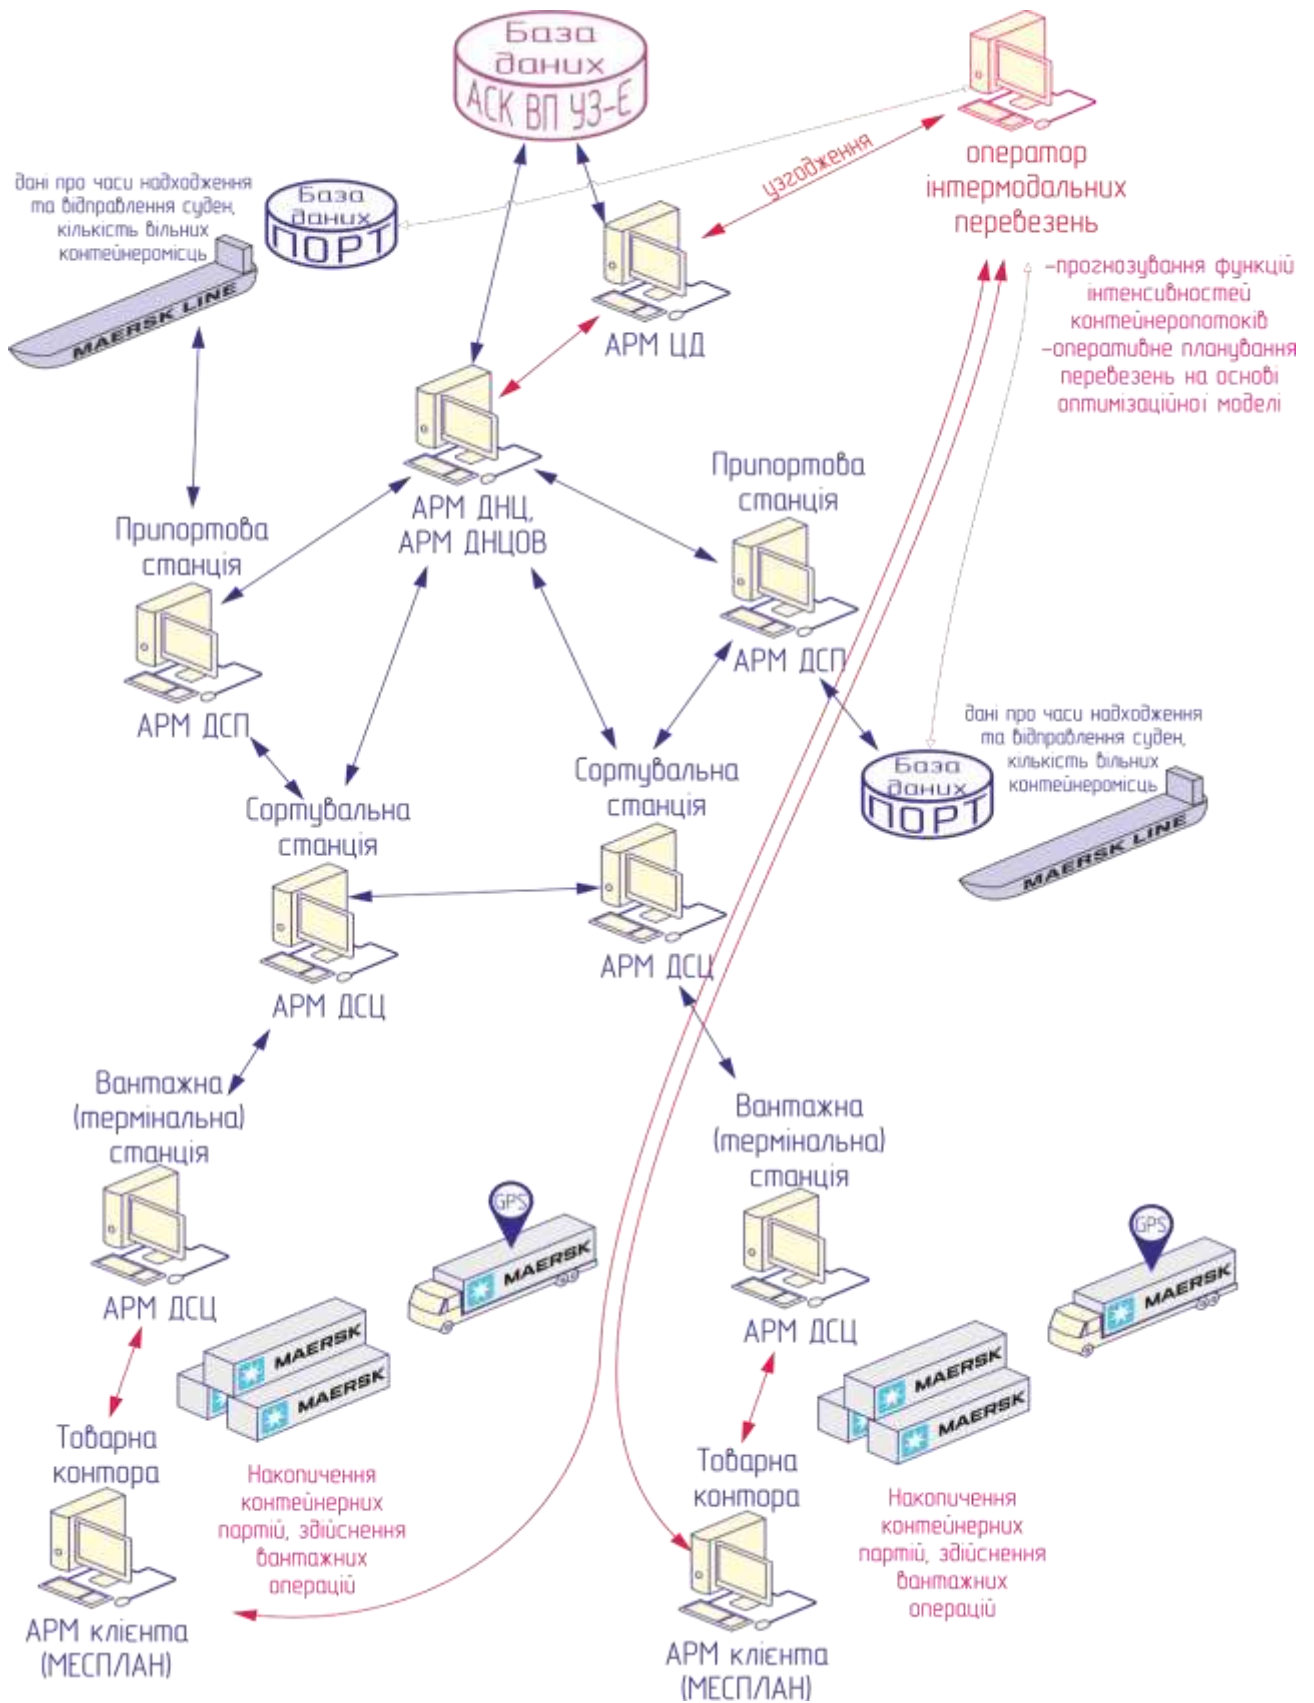 База
даних
АСК ВП УЗ-Є
узгодження
оператор
інтермодальних
перевезень
-прогнозування функцій
інтенсивностей
контейнеропотоків
-оперативне планування
перевезень на основі
оптимізаційної моделі
дані про часи надходження
та відправлення суден,
кількість вільних
контейнеромісць
База
даних
ПОРТ
MAERSK LINE
АРМ ЦД
АРМ ДНЦ,
АРМ ДНЦОВ
Припортова
станція
АРМ ДСП
Припортова
станція
АРМ ДСП
дані про часи надходження
та відправлення суден,
кількість вільних
контейнеромісць
База
даних
ПОРТ
MAERSK LINE
Сортувальна
станція
АРМ ДСЦ
Сортувальна
станція
АРМ ДСЦ
Вантажна
(термінальна)
станція
АРМ ДСЦ
GPS
MAERSK
MAERSK
MAERSK
Товарна
контора
Накопичення
контейнерних
партій, здійснення
вантажних
операцій
АРМ клієнта
(МЕСПЛАН)
Вантажна
(термінальна)
станція
АРМ ДСЦ
GPS
MAERSK
MAERSK
MAERSK
Товарна
контора
Накопичення
контейнерних
партій, здійснення
вантажних
операцій
АРМ клієнта
(МЕСПЛАН)